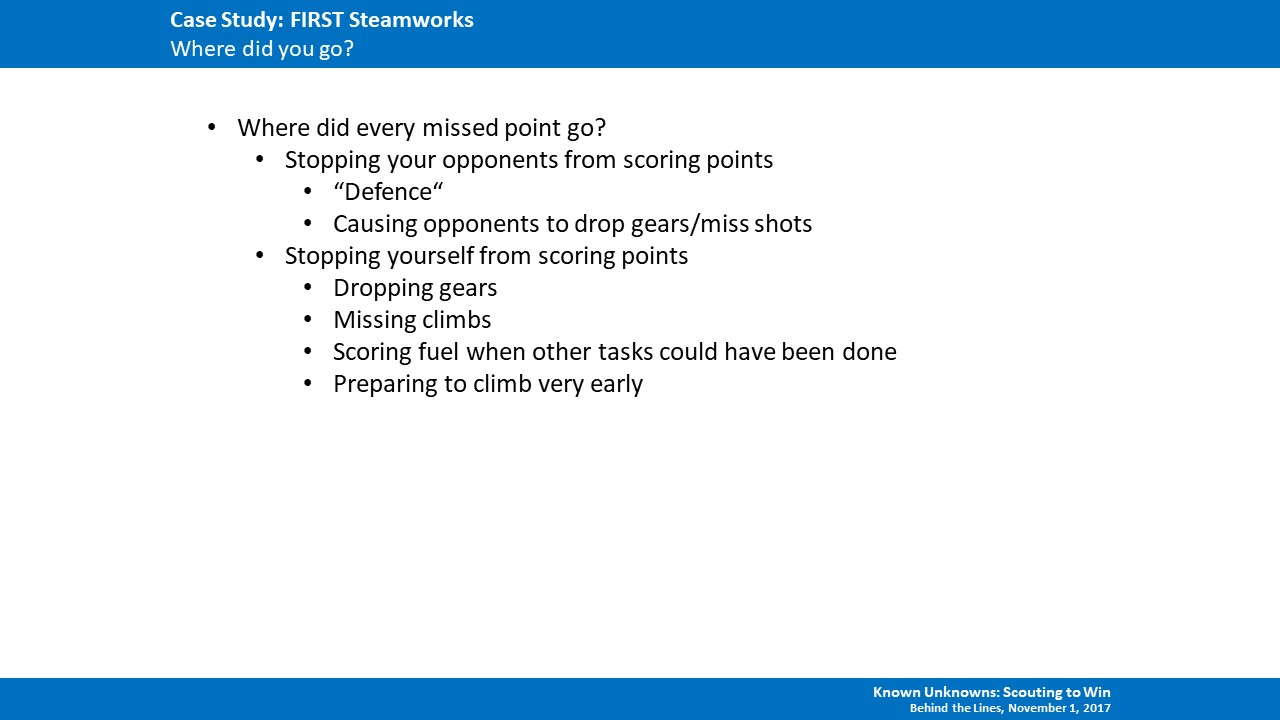 Case Study: FIRST Steamworks
Where did you go?
• Where did every missed point go?
• Stopping your opponents from scoring points
• “Defence“
• Causing opponents to drop gears/miss shots
• Stopping yourself from scoring points
• Dropping gears
• Missing climbs
• Scoring fuel when other tasks could have been done
• Preparing to climb very early
Known Unknowns: Scouting to Win
Behind the Lines, November 1, 2017